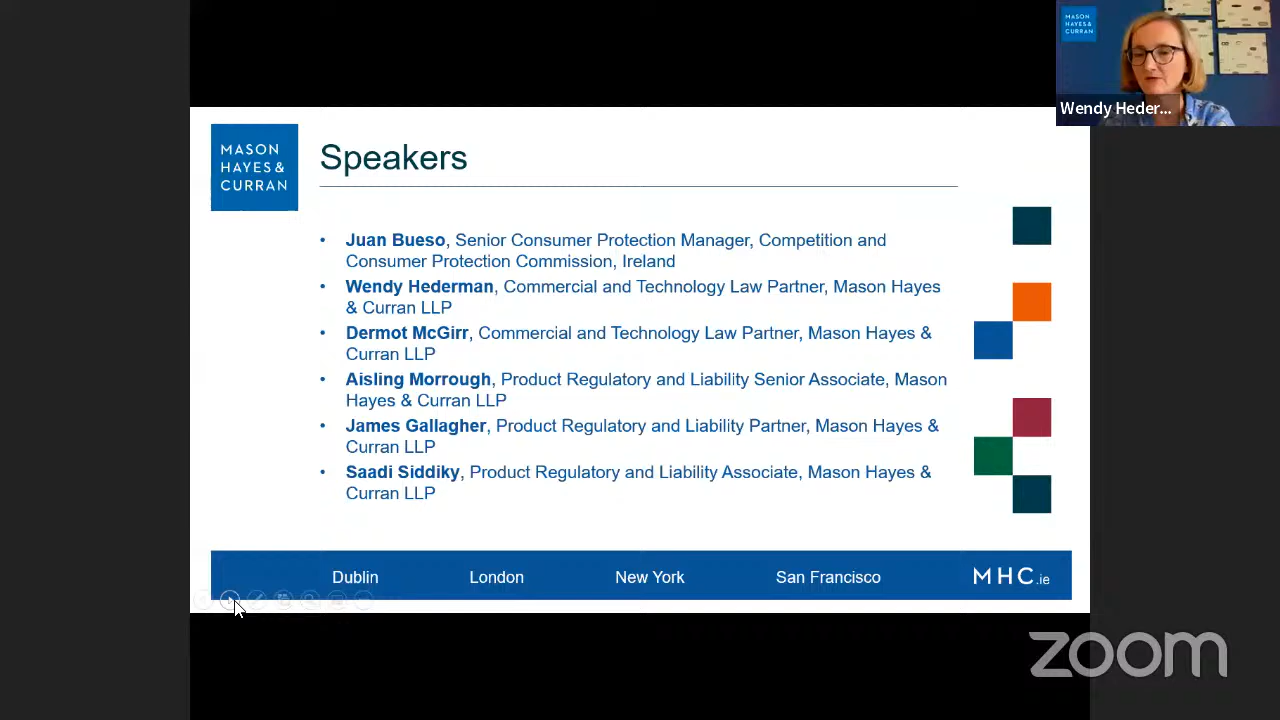 MASON
HAYES &
CURRAN
Wendy Heder...
MASON
HAYES &
CURRAN
Speakers
• Juan Bueso, Senior Consumer Protection Manager, Competition and
Consumer Protection Commission, Ireland
• Wendy Hederman, Commercial and Technology Law Partner, Mason Hayes
& Curran LLP
• Dermot McGirr, Commercial and Technology Law Partner, Mason Hayes &
Curran LLP
• Aisling Morrough, Product Regulatory and Liability Senior Associate, Mason
Hayes & Curran LLP
• James Gallagher, Product Regulatory and Liability Partner, Mason Hayes &
Curran LLP
• Saadi Siddiky, Product Regulatory and Liability Associate, Mason Hayes &
Curran LLP
Dublin London New York San Francisco MHC.ie
zoom